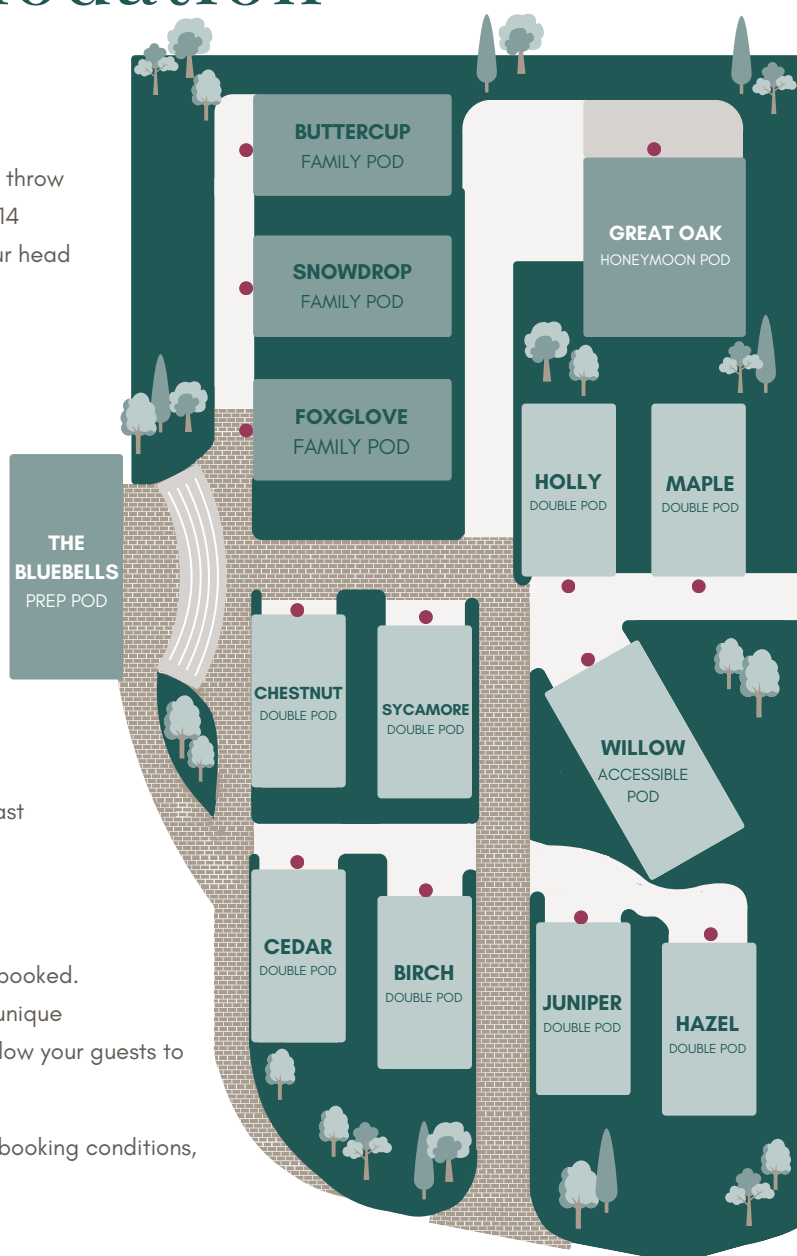 throw
14
ur head
BUTTERCUP
FAMILY POD
GREAT OAK
HONEYMOON POD
SNOWDROP
FAMILY POD
FOXGLOVE
FAMILY POD
HOLLY
DOUBLE POD
MAPLE
DOUBLE POD
THE
BLUEBELLS
PREP POD
CHESTNUT
DOUBLE POD
SYCAMORE
DOUBLE POD
WILLOW
ACCESSIBLE
POD
ast
CEDAR
DOUBLE POD
BIRCH
DOUBLE POD
JUNIPER
DOUBLE POD
HAZEL
DOUBLE POD
booked.
unique
low your guests to
booking conditions,